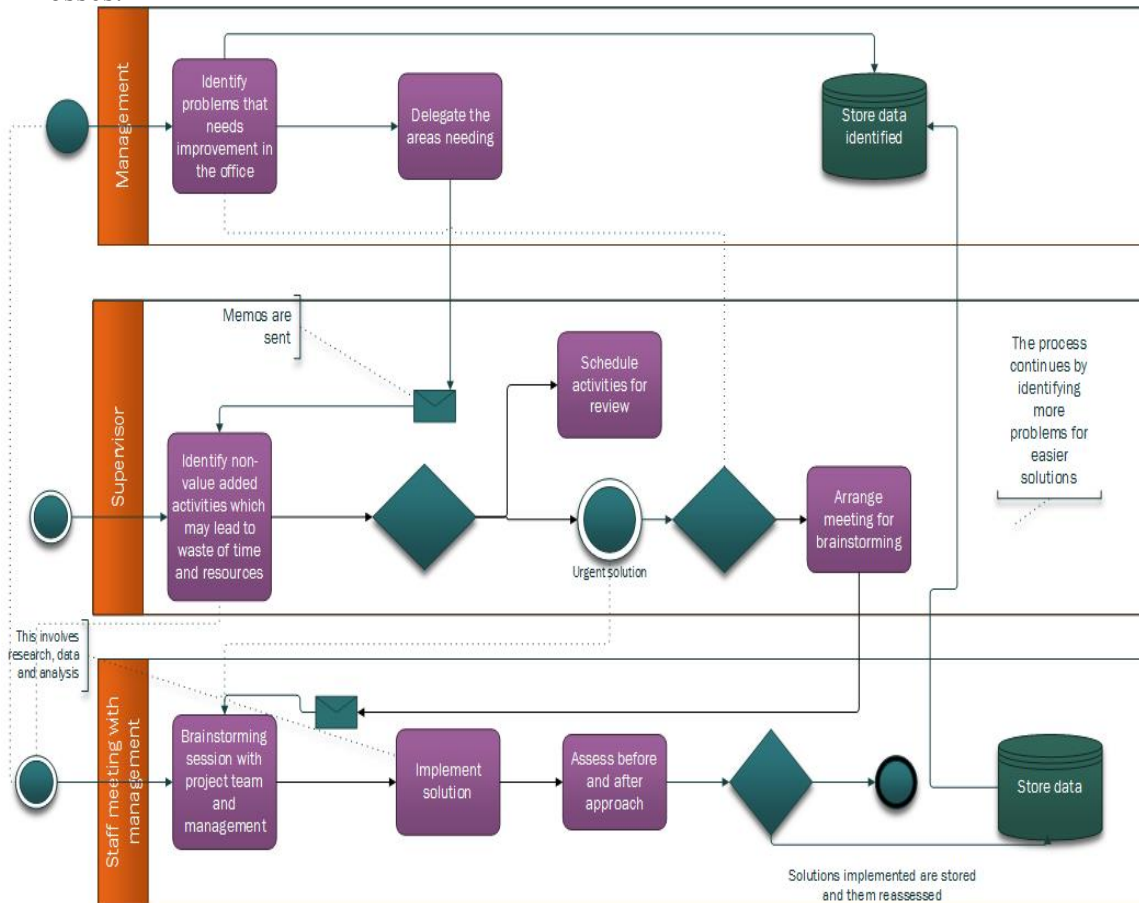 Management
Identify
problems that
needs
improvement in
the office
Delegate the
areas needing
Store data
identified
Supervisor
Memos are
sent
Schedule
activities for
review
The process
continues by
identifying
more
problems for
easier
solutions
Identify non-
value added
activities which
may lead to
waste of time
and resources
Urgent solution
Arrange
meeting for
brainstorming
This involves
research, data
and analysis
Staff meeting with
management
Brainstorming
session with
project team
and
management
Implement
solution
Assess before
and after
approach
Store data
Solutions implemented are stored
and them reassessed